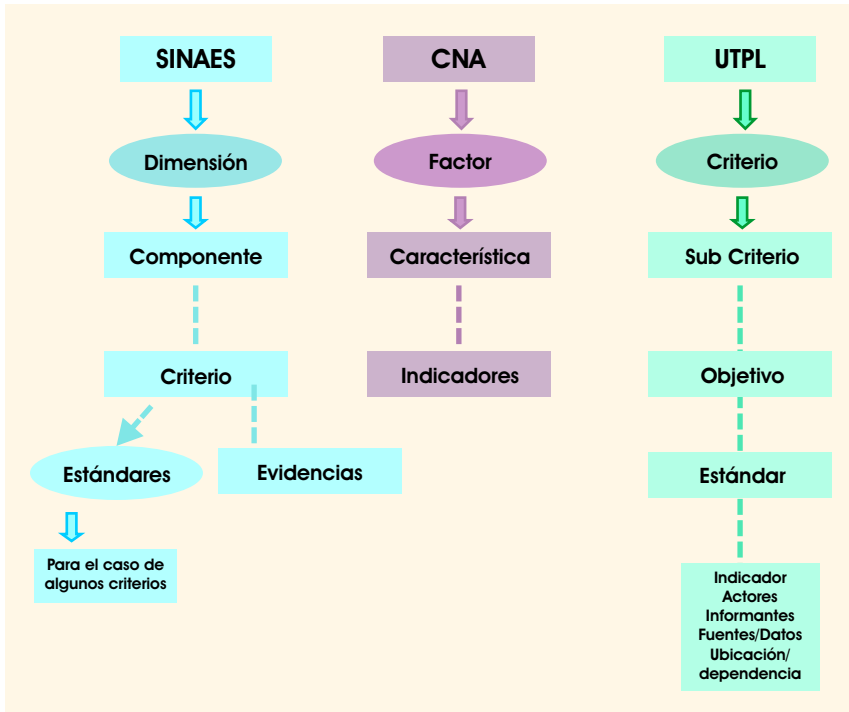 SINAES
CNA
UTPL
Dimensión
Factor
Criterio
Componente
Característica
Sub Criterio
Criterio
Indicadores
Objetivo
Estándares
Evidencias
Estándar
Para el caso de
algunos criterios
Indicador
Actores
Informantes
Fuentes/Datos
Ubicación/
dependencia